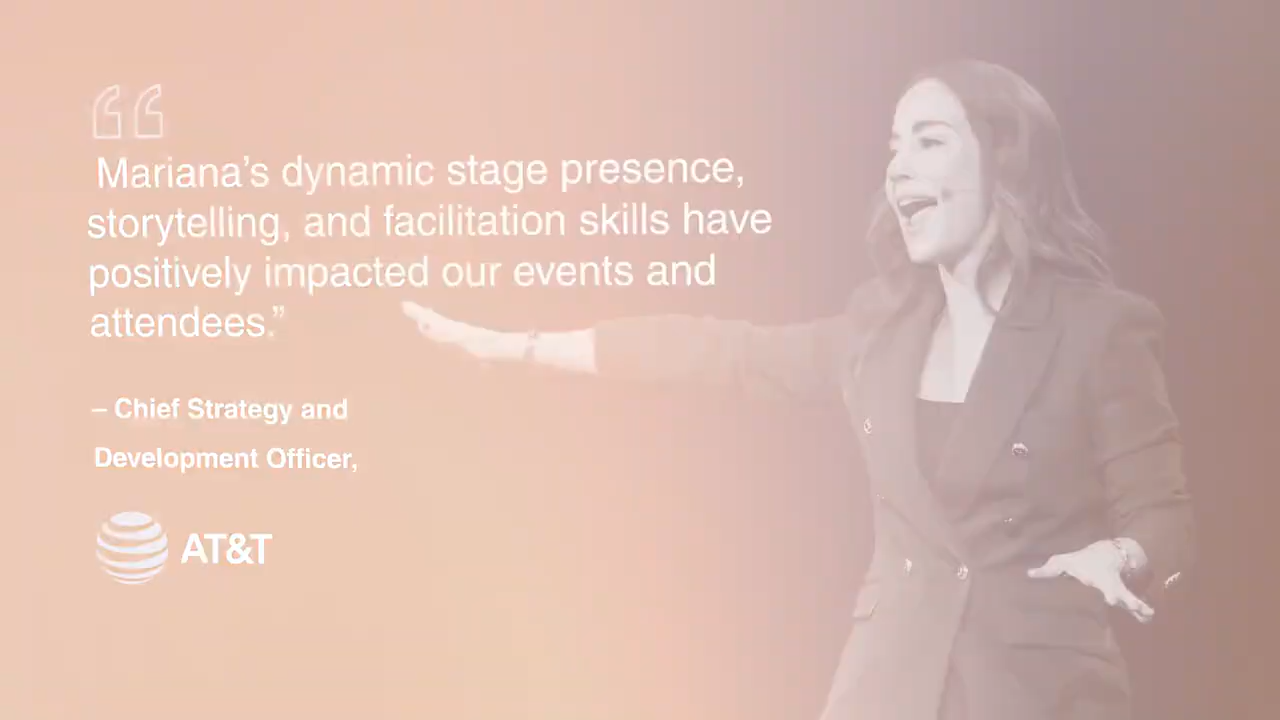 “
Mariana’s dynamic stage presence,
storytelling, and facilitation skills have
positively impacted our events and
attendees.”
– Chief Strategy and
Development Officer,
AT&T